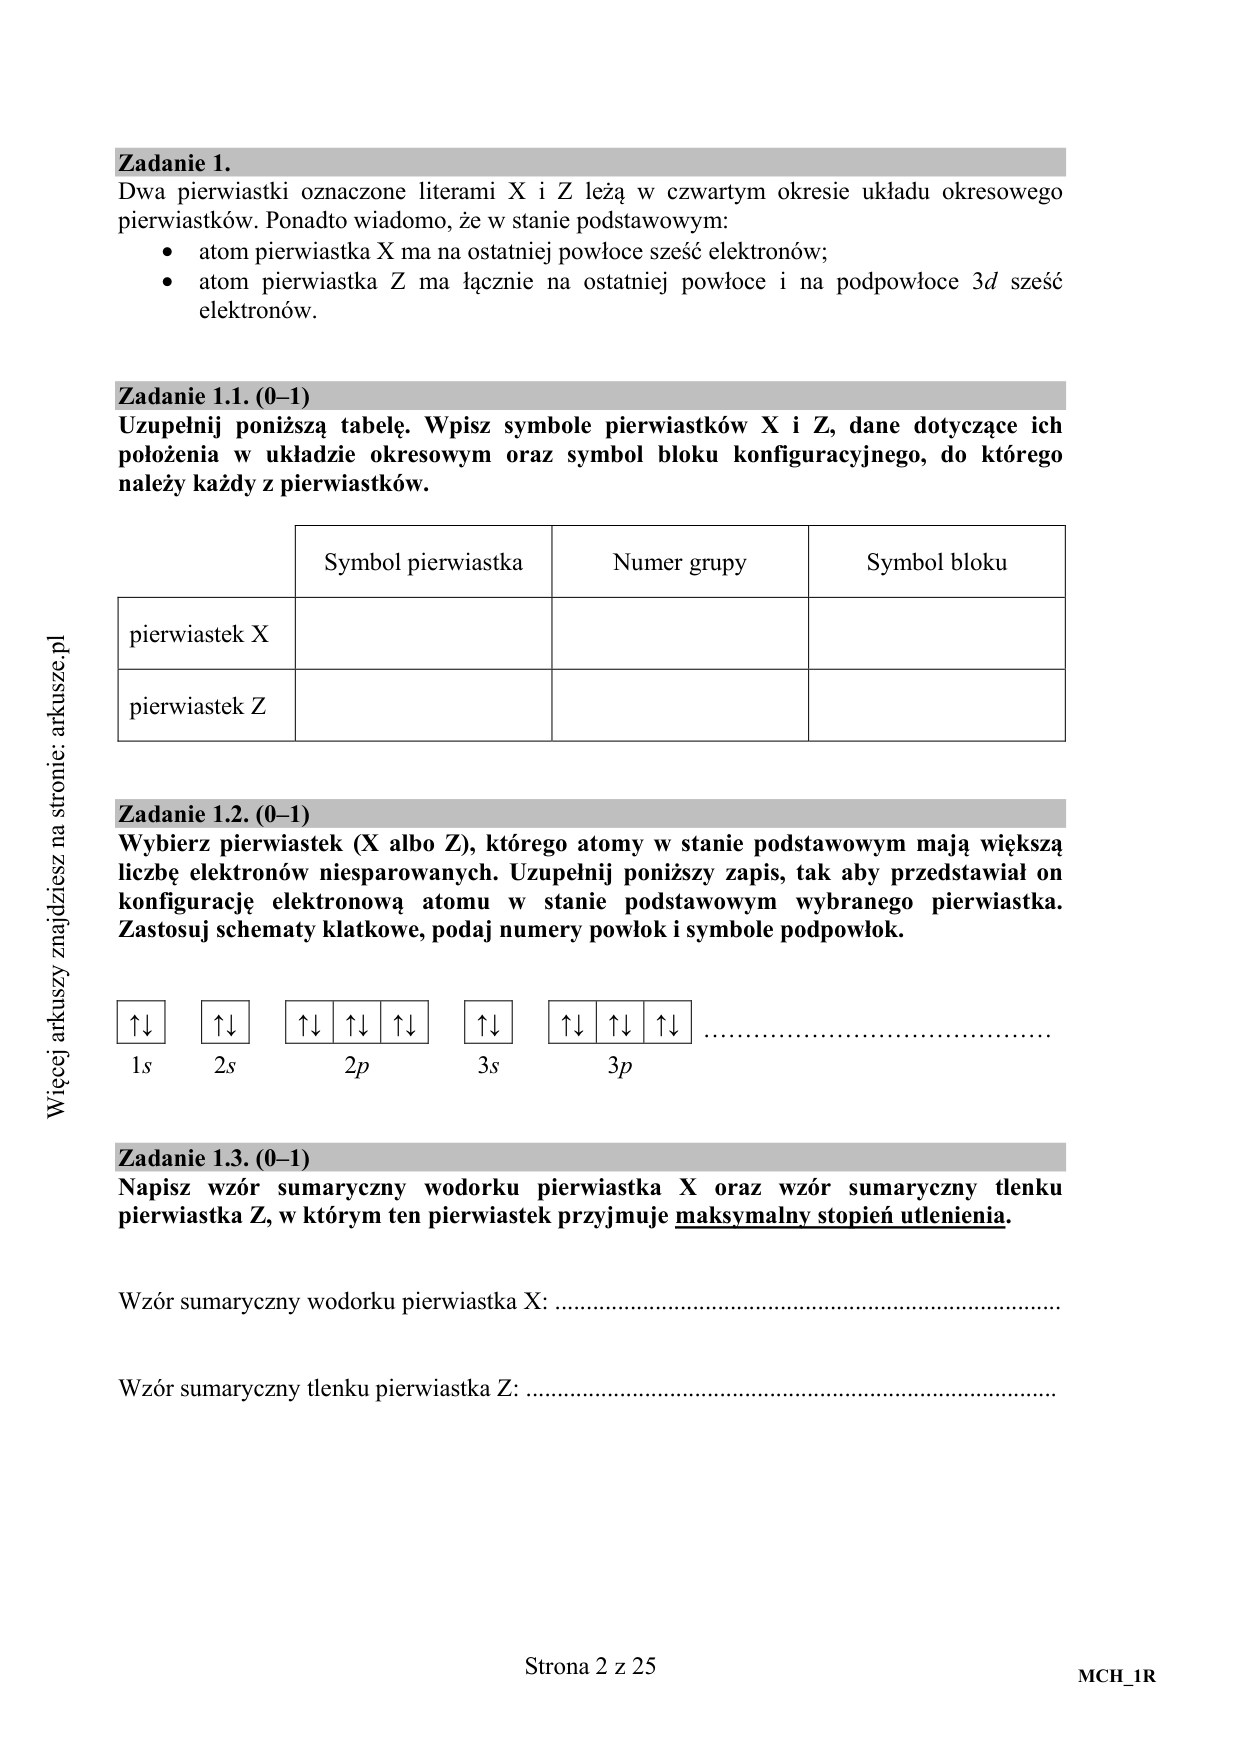 Zadanie 1.
Dwa pierwiastki oznaczone literami X i Z leżą w czwartym okresie układu okresowego
pierwiastków. Ponadto wiadomo, że w stanie podstawowym:
• atom pierwiastka X ma na ostatniej powłoce sześć elektronów;
• atom pierwiastka Z ma łącznie na ostatniej powłoce i na podpowłoce 3d sześć
elektronów.
Zadanie 1.1. (0–1)
Uzupełnij poniższą tabelę. Wpisz symbole pierwiastków X i Z, dane dotyczące ich
położenia w układzie okresowym oraz symbol bloku konfiguracyjnego, do którego
należy każdy z pierwiastków.
Symbol pierwiastka Numer grupy Symbol bloku
pierwiastek X
pierwiastek Z
Zadanie 1.2. (0–1)
Wybierz pierwiastek (X albo Z), którego atomy w stanie podstawowym mają większą
liczbę elektronów niesparowanych. Uzupełnij poniższy zapis, tak aby przedstawiał on
konfigurację elektronową atomu w stanie podstawowym wybranego pierwiastka.
Zastosuj schematy klatkowe, podaj numery powłok i symbole podpowłok.
↑↓ ↑↓ ↑↓ ↑↓ ↑↓ ↑↓ ↑↓ ↑↓ ↑↓ ..........................................
1s 2s 2p 3s 3p
Zadanie 1.3. (0–1)
Napisz wzór sumaryczny wodorku pierwiastka X oraz wzór sumaryczny tlenku
pierwiastka Z, w którym ten pierwiastek przyjmuje maksymalny stopień utlenienia.
Wzór sumaryczny wodorku pierwiastka X: .................................................................................
Wzór sumaryczny tlenku pierwiastka Z: .....................................................................................
Strona 2 z 25
MCH_1R
Więcej arkuszy znajdziesz na stronie: arkusze.pl